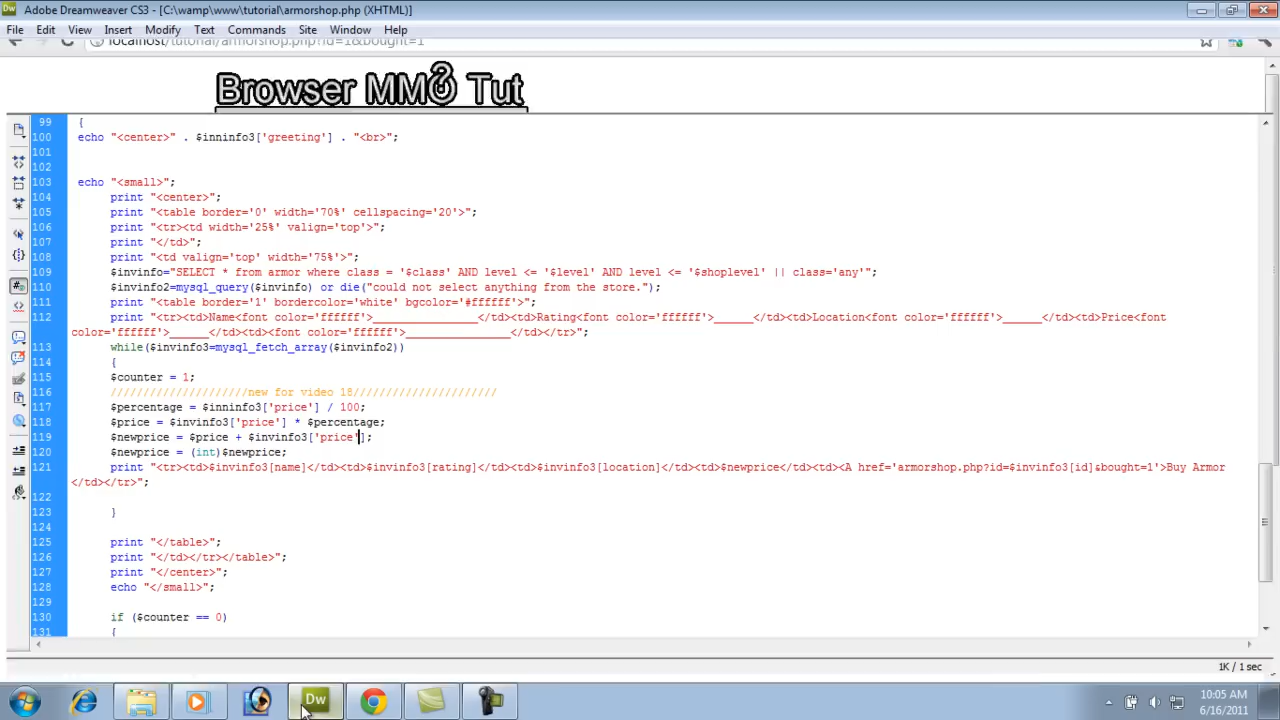 Adobe Dreamweaver CS3 - [C:\wamp\www\tutorial\armorshop.php (XHTML)]
File Edit View Insert Modify Text Commands Site Window Help
localhost/tutorial/armorshop.php?id=1&bought=1
Browser MMO Tut
99 {
100 echo "<center>" . $inninfo3['greeting'] . "<br>";
101
102
103 echo "<small>";
104 print "<center>";
105 print "<table border='0' width='70%' cellspacing='20'>";
106 print "<tr><td width='25%' valign='top'>";
107 print "</td>";
108 print "<td valign='top' width='75%'>";
109 $invinfo="SELECT * from armor where class = '$class' AND level <= '$level' AND level <= '$shoplevel' || class='any'";
110 $invinfo2=mysql_query($invinfo) or die("could not select anything from the store.");
111 print "<table border='1' bordercolor='white' bgcolor='#ffffff'>";
112 print "<tr><td>Name<font color='ffffff'>________________</td><td>Rating<font color='ffffff'>______</td><td>Location<font color='ffffff'>______</td><td>Price<font
color='ffffff'>______</td><td><font color='ffffff'>________________</td></tr>";
113 while($invinfo3=mysql_fetch_array($invinfo2))
114 {
115 $counter = 1;
116 /////////////////////new for video 18//////////////////////
117 $percentage = $inninfo3['price'] / 100;
118 $price = $invinfo3['price'] * $percentage;
119 $newprice = $price + $invinfo3['price'];
120 $newprice = (int)$newprice;
121 print "<tr><td>$invinfo3[name]</td><td>$invinfo3[rating]</td><td>$invinfo3[location]</td><td>$newprice</td><td><A href='armorshop.php?id=$invinfo3[id]&bought=1'>Buy Armor
</td></tr>";
122
123 }
124
125 print "</table>";
126 print "</td></tr></table>";
127 print "</center>";
128 echo "</small>";
129
130 if ($counter == 0)
131 {
1K / 1 sec
Dw
10:05 AM
6/16/2011